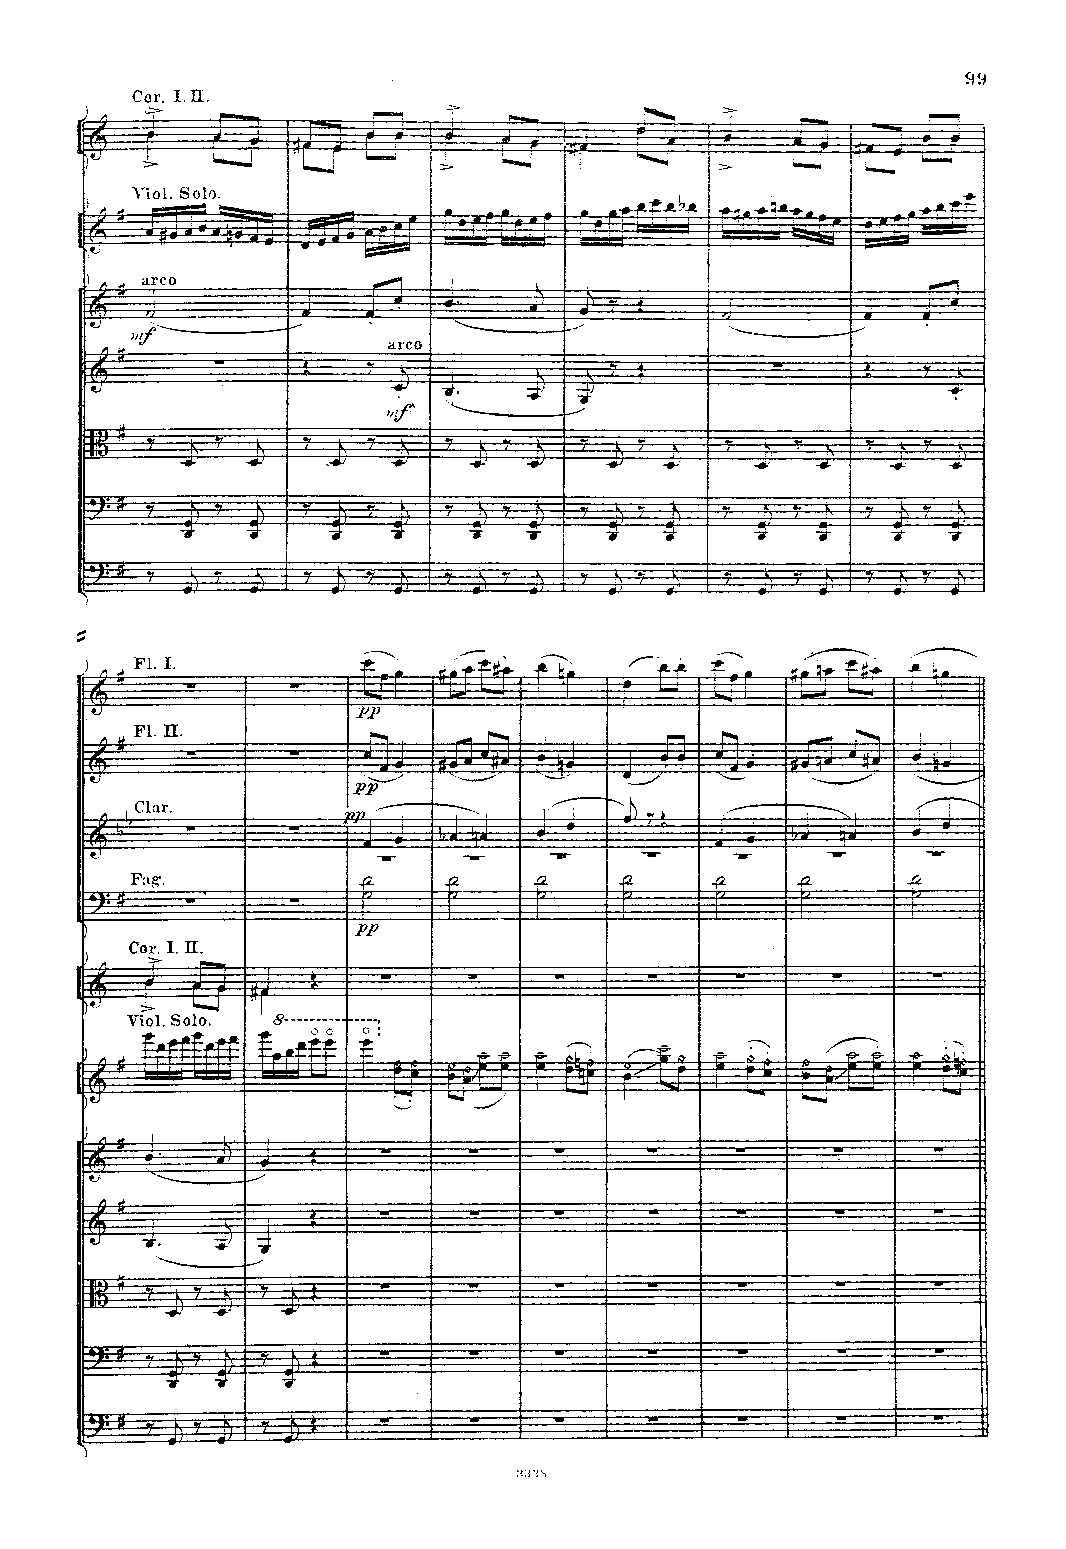 99
Cor. I. II.
Viol. Solo.
arco
mf
arco
mf
Fl. I.
pp
Fl. II.
pp
Clar.
pp
Fag.
pp
Cor. I. II.
Viol. Solo.
8